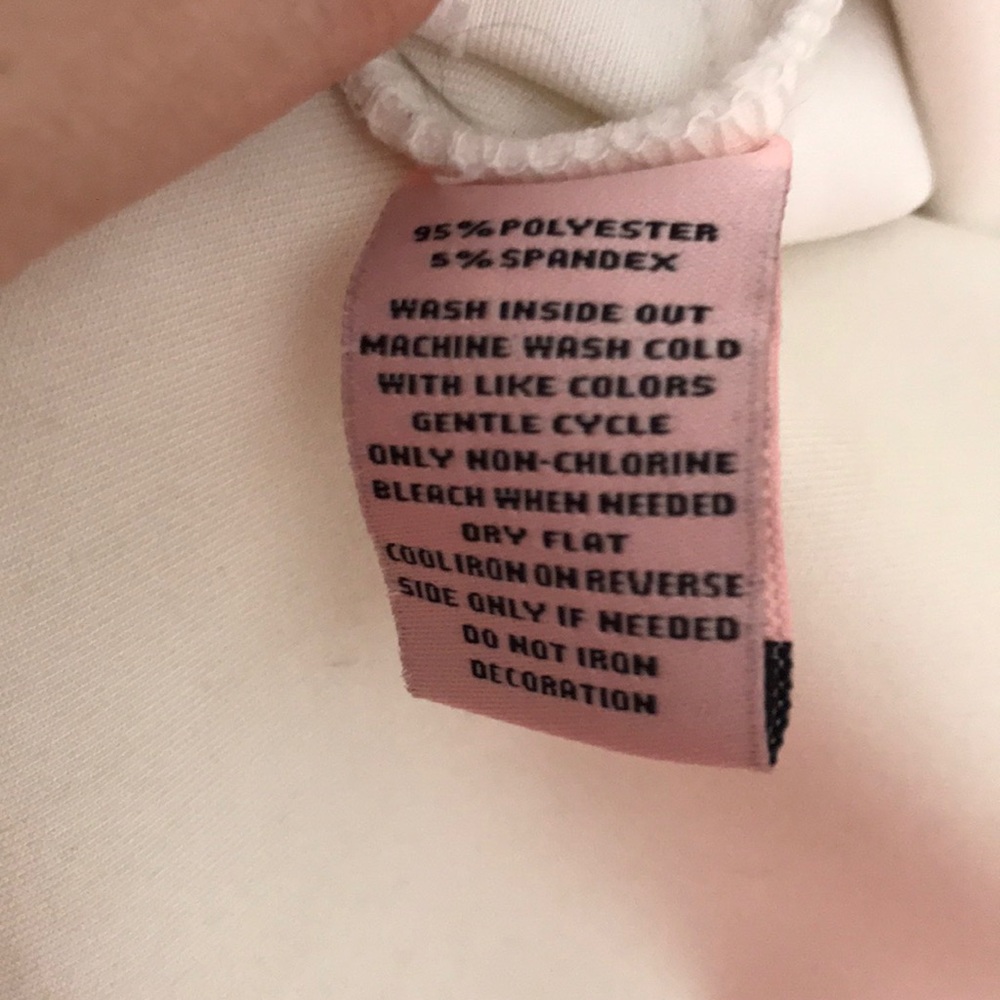 95% POLYESTER
5% SPANDEX
WASH INSIDE OUT
MACHINE WASH COLD
WITH LIKE COLORS
GENTLE CYCLE
ONLY NON-CHLORINE
BLEACH WHEN NEEDED
DRY FLAT
COOL IRON ON REVERSE
SIDE ONLY IF NEEDED
DO NOT IRON
DECORATION